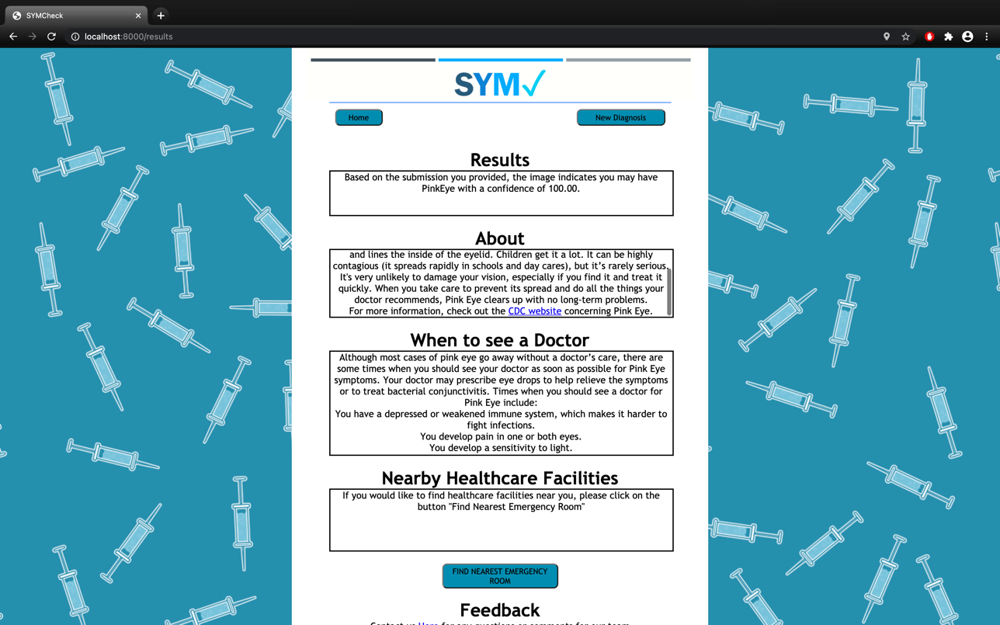 SYMCheck
localhost:8000/results
SYM
Home
New Diagnosis
Results
Based on the submission you provided, the image indicates you may have
PinkEye with a confidence of 100.00.
About
and lines the inside of the eyelid. Children get it a lot. It can be highly
contagious (it spreads rapidly in schools and day cares), but it’s rarely serious.
It's very unlikely to damage your vision, especially if you find it and treat it
quickly. When you take care to prevent its spread and do all the things your
doctor recommends, Pink Eye clears up with no long-term problems.
For more information, check out the CDC website concerning Pink Eye.
When to see a Doctor
Although most cases of pink eye go away without a doctor’s care, there are
some times when you should see your doctor as soon as possible for Pink Eye
symptoms. Your doctor may prescribe eye drops to help relieve the symptoms
or to treat bacterial conjunctivitis. Times when you should see a doctor for
Pink Eye include:
You have a depressed or weakened immune system, which makes it harder to
fight infections.
You develop pain in one or both eyes.
You develop a sensitivity to light.
Nearby Healthcare Facilities
If you would like to find healthcare facilities near you, please click on the
button "Find Nearest Emergency Room"
FIND NEAREST EMERGENCY
ROOM
Feedback
Contact us Here for any questions or comments for our team